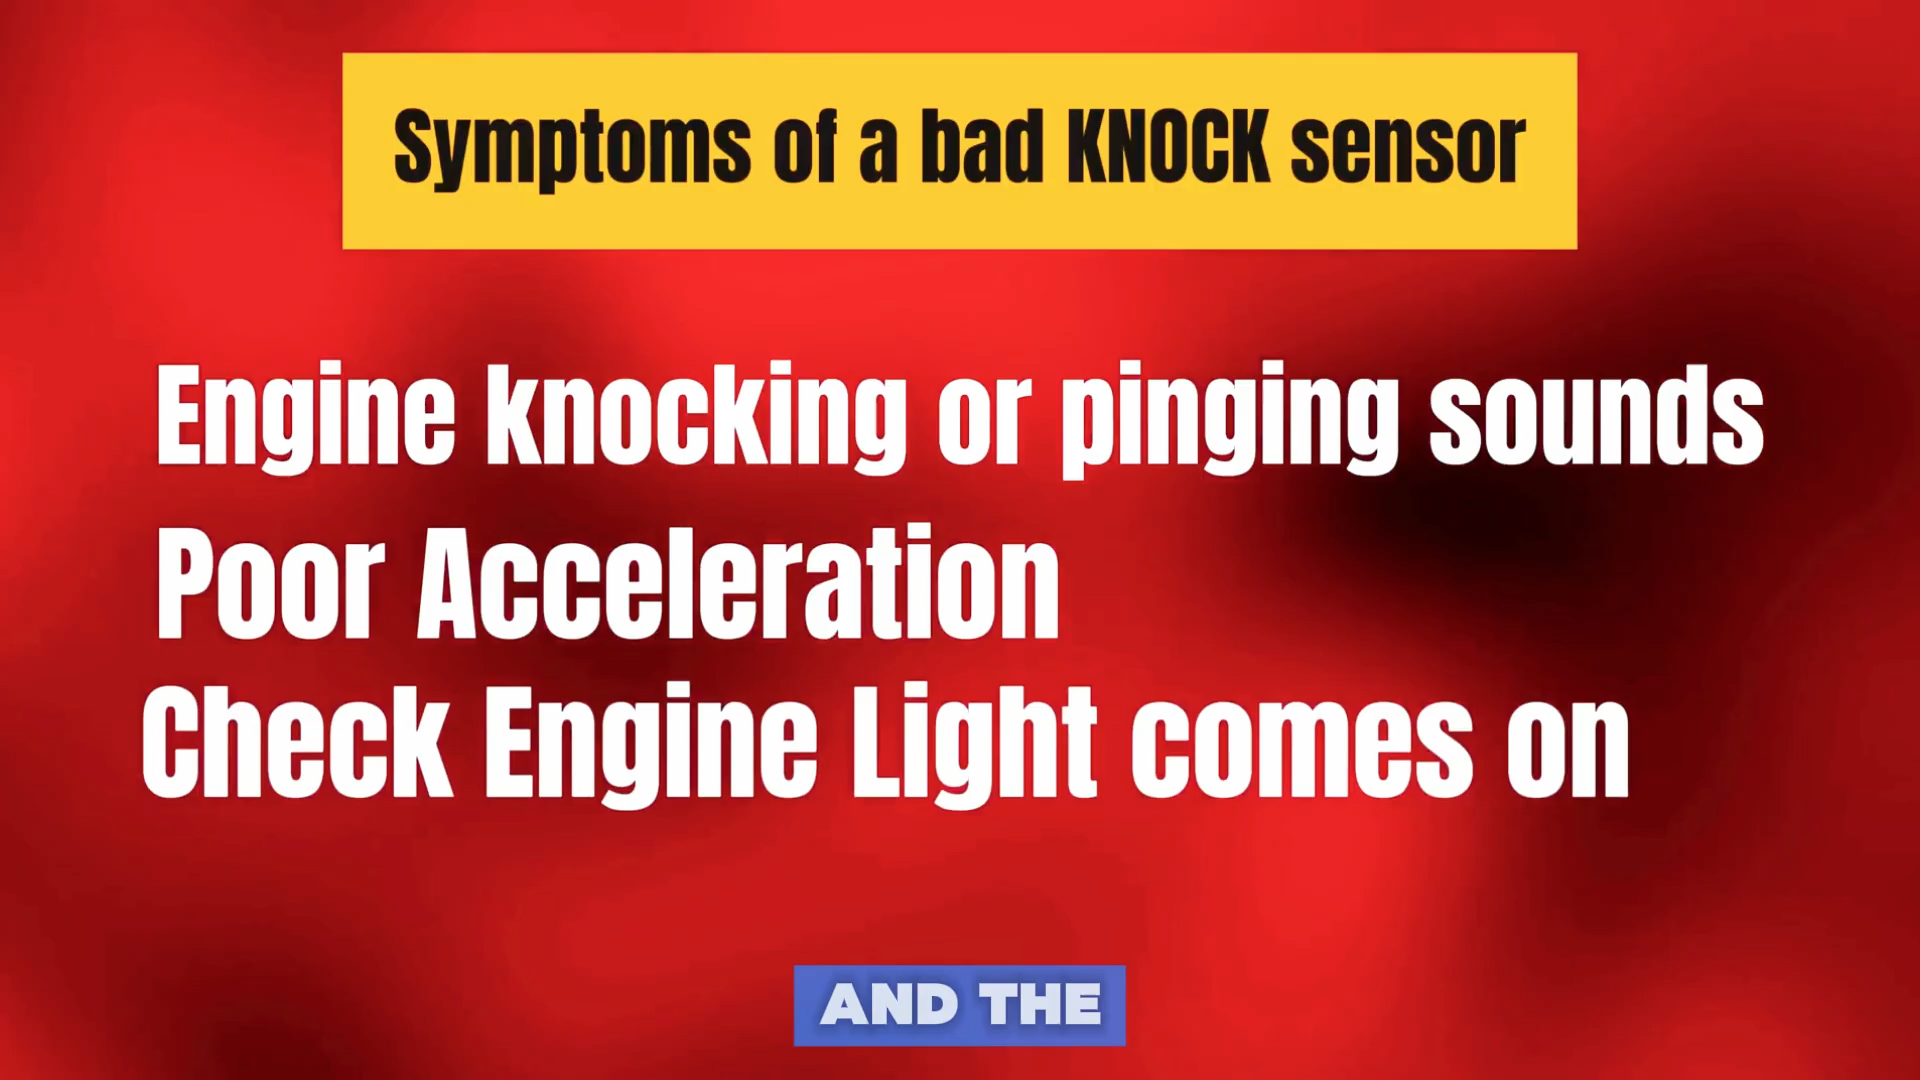 Symptoms of a bad KNOCK sensor
Engine knocking or pinging sounds
Poor Acceleration
Check Engine Light comes on
AND THE